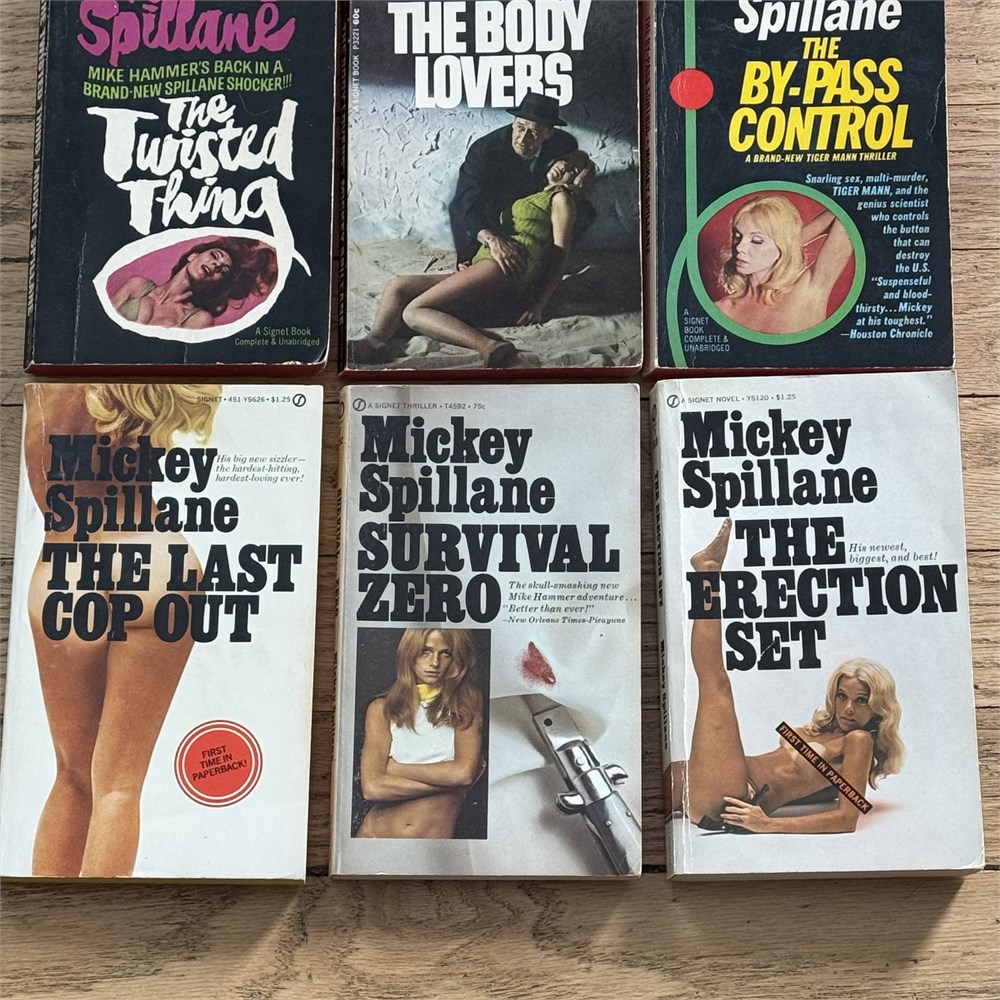 Spillane
MIKE HAMMER'S BACK IN A
BRAND-NEW SPILLANE SHOCKER!!!
The
Twisted
Thing
A Signet Book
Complete & Unabridged
A SIGNET BOOK P3221 60c
THE BODY
LOVERS
Spillane
THE
BY-PASS
CONTROL
A BRAND-NEW TIGER MANN THRILLER
Snarling sex, multi-murder,
TIGER MANN, and the
genius scientist
who controls
the button
that can
destroy
the U.S.
"Suspenseful
and blood-
thirsty...Mickey
at his toughest."
—Houston Chronicle
A
SIGNET
BOOK
COMPLETE &
UNABRIDGED
SIGNET • 451-Y5626 • $1.25
Mickey
Spillane
His big new sizzler—
the hardest-hitting,
hardest-loving ever!
THE LAST
COP OUT
FIRST
TIME IN
PAPERBACK!
A SIGNET THRILLER • T4592 • 75c
Mickey
Spillane
SURVIVAL
ZERO
The skull-smashing new
Mike Hammer adventure...
"Better than ever!"
—New Orleans Times-Picayune
A SIGNET NOVEL • Y5120 • $1.25
Mickey
Spillane
THE
ERECTION
SET
His newest,
biggest, and best!
FIRST TIME IN PAPERBACK